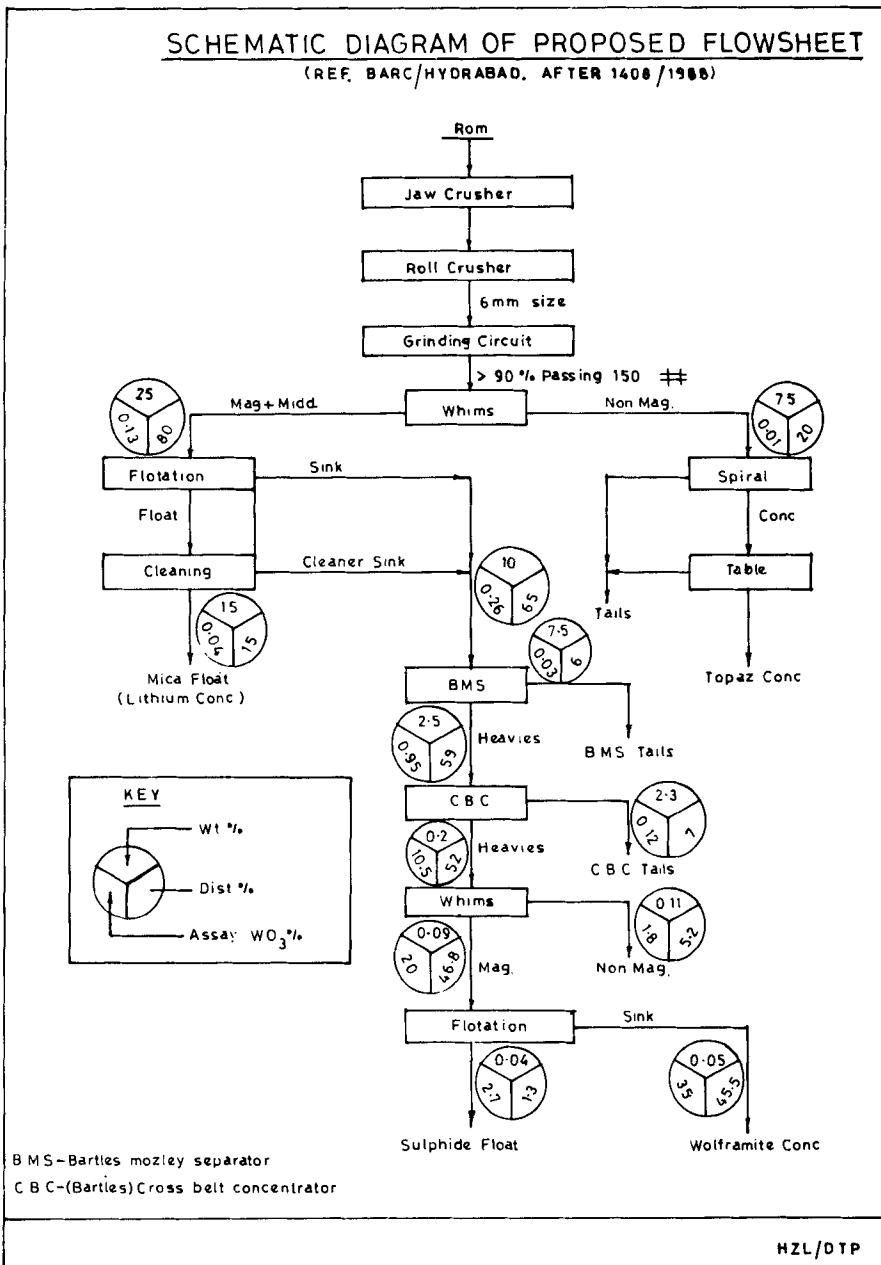 SCHEMATIC DIAGRAM OF PROPOSED FLOWSHEET
(REF. BARC/HYDRABAD, AFTER 1408/1988)
Rom
Jaw Crusher
Roll Crusher
6mm size
Grinding Circuit
> 90 % Passing 150 #
Mag+Midd.
Whims
Non Mag.
25
0·13
80
75
0·01
20
Flotation
Sink
Spiral
Float
Conc
Cleaning
Cleaner Sink
Table
10
0·26
65
Tails
15
0·04
15
Mica Float
(Lithium Conc)
7·5
0·03
6
Topaz Conc
BMS
2·5
0·95
59
Heavies
BMS Tails
CBC
2·3
0·12
7
0·2
10·5
52
Heavies
CBC Tails
Whims
0·11
1·8
5·2
0·09
20
46·8
Mag.
Non Mag.
Flotation
Sink
0·04
2·7
1·3
0·05
35
45·5
Sulphide Float
Wolframite Conc
KEY
Wt %
Dist %
Assay WO₃%
BMS-Bartles mozley separator
CBC-(Bartles) Cross belt concentrator
HZL/DTP